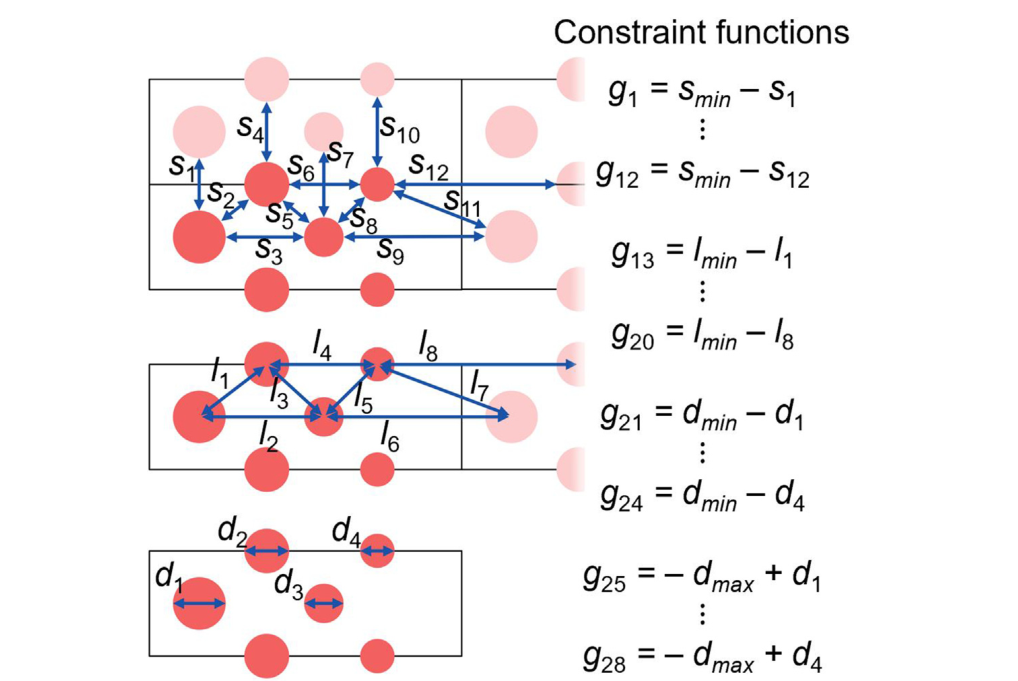 Constraint functions
g1 = smin – s1
⋮
g12 = smin – s12
g13 = lmin – l1
⋮
g20 = lmin – l8
g21 = dmin – d1
⋮
g24 = dmin – d4
g25 = – dmax + d1
⋮
g28 = – dmax + d4
s4
s10
s7
s1
s6
s12
s2
s5
s8
s11
s3
s9
l4
l8
l1
l3
l5
l7
l2
l6
d2
d4
d1
d3